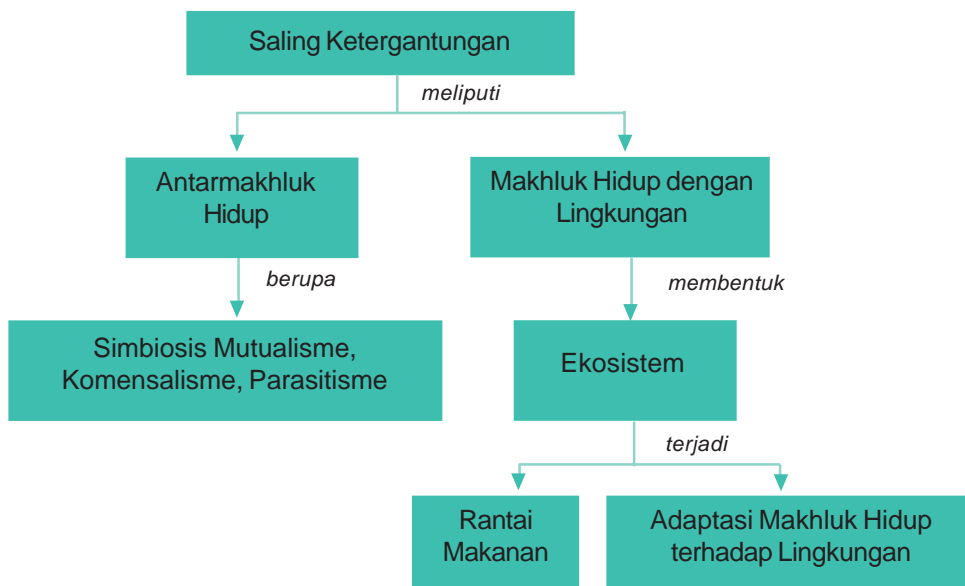 Saling Ketergantungan
meliputi
Antarmakhluk
Hidup
Makhluk Hidup dengan
Lingkungan
berupa
membentuk
Simbiosis Mutualisme,
Komensalisme, Parasitisme
Ekosistem
terjadi
Rantai
Makanan
Adaptasi Makhluk Hidup
terhadap Lingkungan